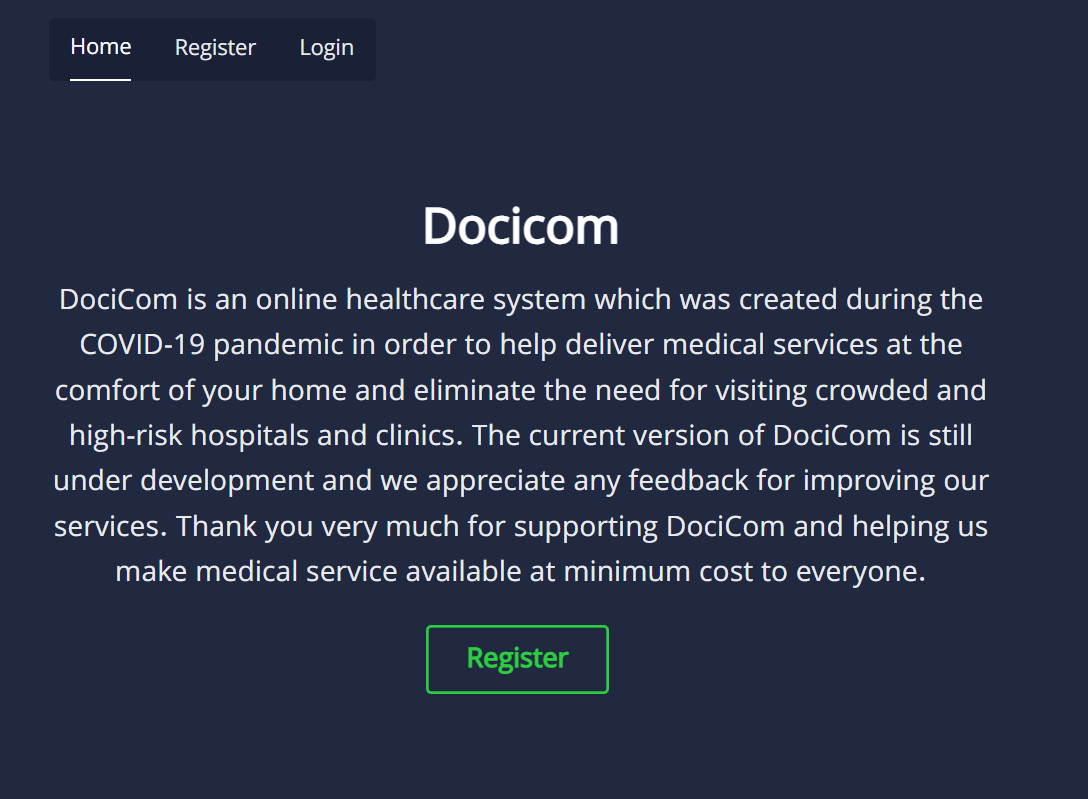 Home Register Login
Docicom
DociCom is an online healthcare system which was created during the
COVID-19 pandemic in order to help deliver medical services at the
comfort of your home and eliminate the need for visiting crowded and
high-risk hospitals and clinics. The current version of DociCom is still
under development and we appreciate any feedback for improving our
services. Thank you very much for supporting DociCom and helping us
make medical service available at minimum cost to everyone.
Register